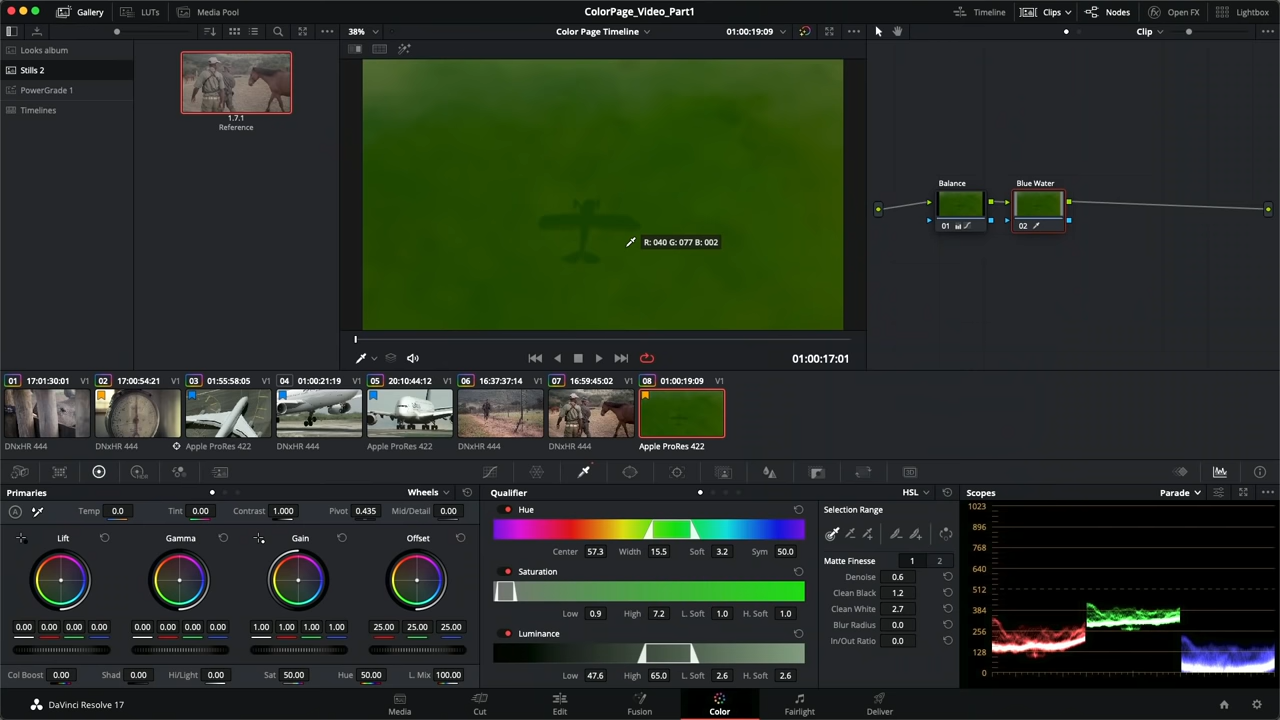 Gallery LUTs Media Pool ColorPage_Video_Part1 Timeline Clips Nodes Open FX Lightbox
38% Color Page Timeline 01:00:19:09 Clip
Looks album
Stills 2
PowerGrade 1
Timelines
1.7.1
Reference
R: 040 G: 077 B: 002
Balance Blue Water
01 02
01:00:17:01
01 17:01:30:01 V1 02 17:00:54:21 V1 03 01:55:58:05 V1 04 01:00:21:19 V1 05 20:10:44:12 V1 06 16:37:37:14 V1 07 16:59:45:02 V1 08 01:00:19:09 V1
DNxHR 444 DNxHR 444 Apple ProRes 422 DNxHR 444 Apple ProRes 422 DNxHR 444 DNxHR 444 Apple ProRes 422
Primaries Wheels
Temp 0.0 Tint 0.00 Contrast 1.000 Pivot 0.435 Mid/Detail 0.00
Lift Gamma Gain Offset
0.00 0.00 0.00 0.00 0.00 0.00 0.00 0.00 1.00 1.00 1.00 1.00 25.00 25.00 25.00
Col Boost 0.00 Shad 0.00 Hi/Light 0.00 Sat 50.00 Hue 50.00 L. Mix 100.00
Qualifier HSL
Hue
Center 57.3 Width 15.5 Soft 3.2 Sym 50.0
Saturation
Low 0.9 High 7.2 L. Soft 1.0 H. Soft 1.0
Luminance
Low 47.6 High 65.0 L. Soft 2.6 H. Soft 2.6
Selection Range
Matte Finesse 1 2
Denoise 0.6
Clean Black 1.2
Clean White 2.7
Blur Radius 0.0
In/Out Ratio 0.0
Scopes Parade
1023
896
768
640
512
384
256
128
0
DaVinci Resolve 17 Media Cut Edit Fusion Color Fairlight Deliver